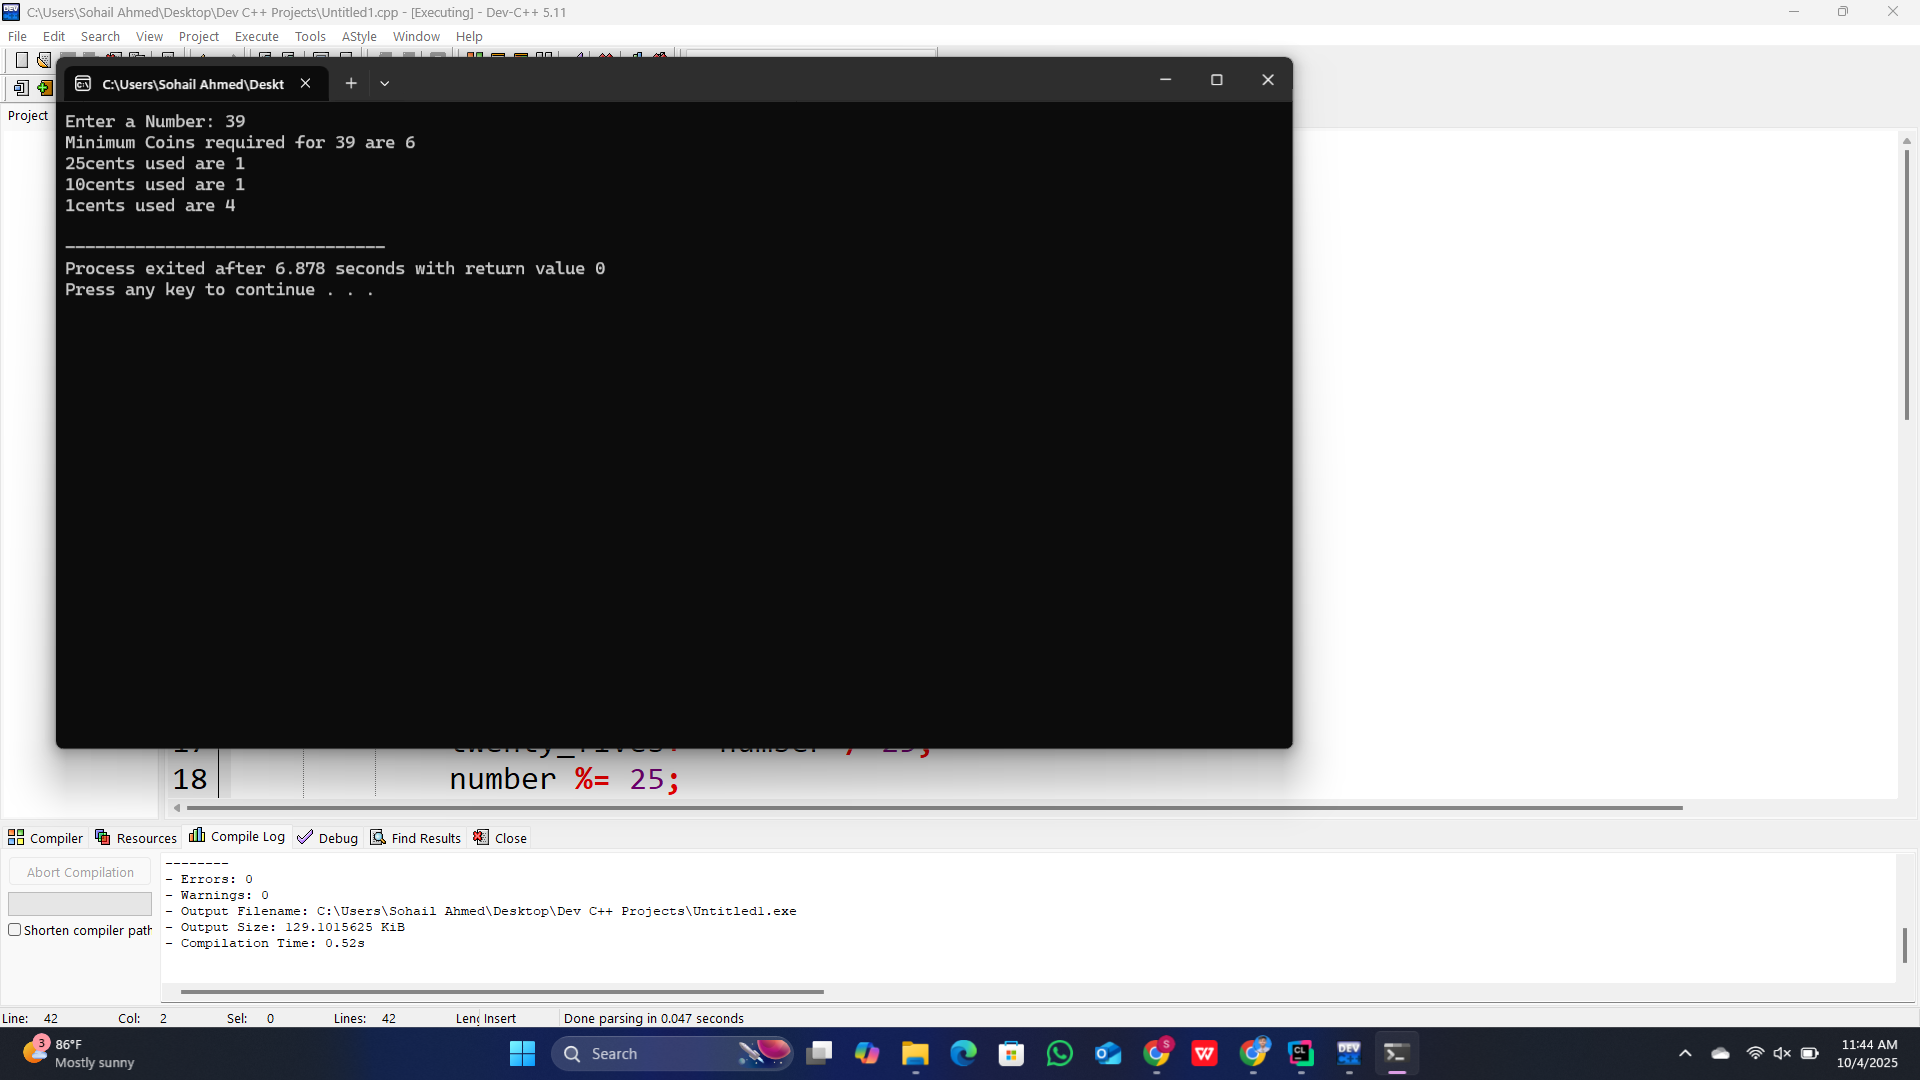 C:\Users\Sohail Ahmed\Desktop\Dev C++ Projects\Untitled1.cpp - [Executing] - Dev-C++ 5.11
File Edit Search View Project Execute Tools AStyle Window Help
C:\Users\Sohail Ahmed\Deskt
Project
Enter a Number: 39
Minimum Coins required for 39 are 6
25cents used are 1
10cents used are 1
1cents used are 4
--------------------------------
Process exited after 6.878 seconds with return value 0
Press any key to continue . . .
18 number %= 25;
Compiler Resources Compile Log Debug Find Results Close
Abort Compilation
Shorten compiler path
--------
- Errors: 0
- Warnings: 0
- Output Filename: C:\Users\Sohail Ahmed\Desktop\Dev C++ Projects\Untitled1.exe
- Output Size: 129.1015625 KiB
- Compilation Time: 0.52s
Line: 42 Col: 2 Sel: 0 Lines: 42 Insert Done parsing in 0.047 seconds
3
86°F
Mostly sunny
Search
S
W
CL
DEV
11:44 AM
10/4/2025